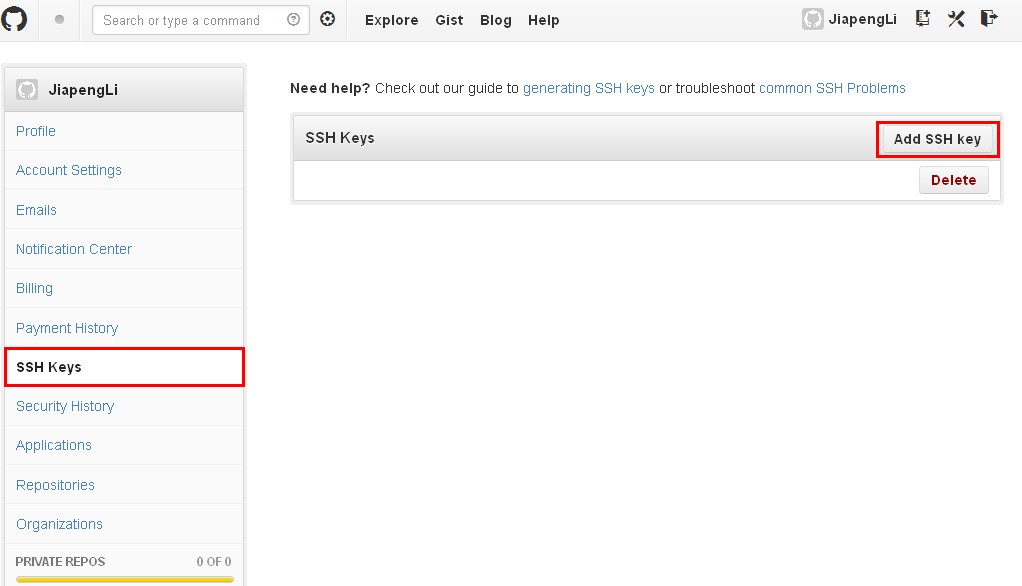 Search or type a command
Explore Gist Blog Help
JiapengLi
JiapengLi
Profile
Account Settings
Emails
Notification Center
Billing
Payment History
SSH Keys
Security History
Applications
Repositories
Organizations
PRIVATE REPOS 0 OF 0
Need help? Check out our guide to generating SSH keys or troubleshoot common SSH Problems
SSH Keys
Add SSH key
Delete